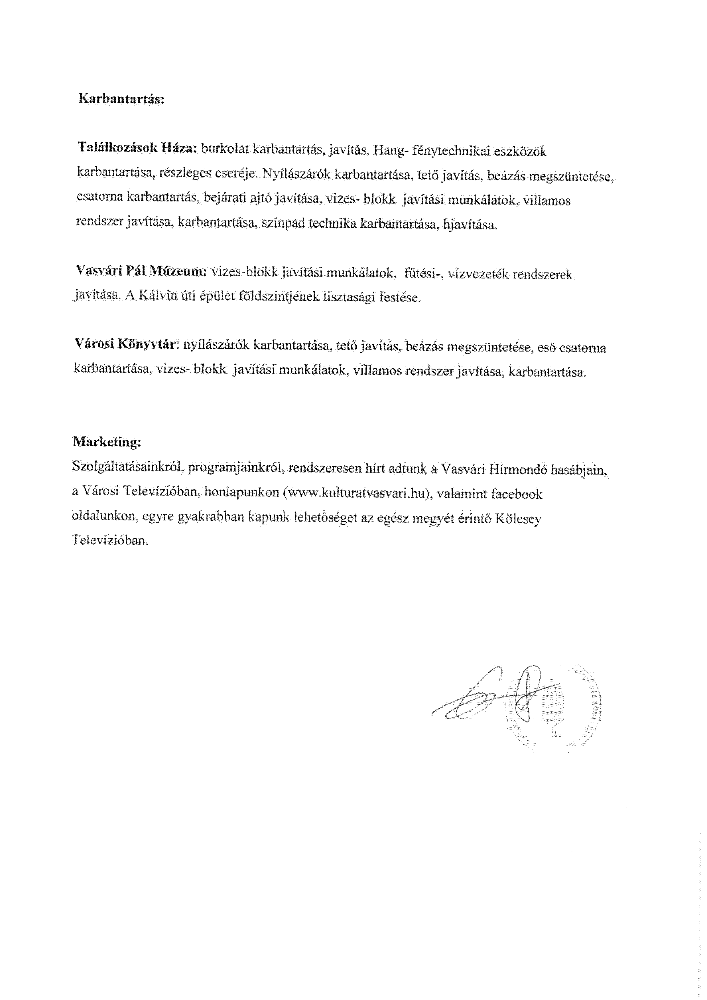 Karbantartás:
Találkozások Háza: burkolat karbantartás, javítás. Hang- fénytechnikai eszközök
karbantartása, részleges cseréje. Nyílászárók karbantartása, tető javítás, beázás megszüntetése,
csatorna karbantartás, bejárati ajtó javítása, vizes- blokk javítási munkálatok, villamos
rendszer javítása, karbantartása, színpad technika karbantartása, hjavítása.
Vasvári Pál Múzeum: vizes-blokk javítási munkálatok, fűtési-, vízvezeték rendszerek
javítása. A Kálvin úti épület földszintjének tisztasági festése.
Városi Könyvtár: nyílászárók karbantartása, tető javítás, beázás megszüntetése, eső csatorna
karbantartása, vizes- blokk javítási munkálatok, villamos rendszer javítása, karbantartása.
Marketing:
Szolgáltatásainkról, programjainkról, rendszeresen hírt adtunk a Vasvári Hírmondó hasábjain,
a Városi Televízióban, honlapunkon (www.kulturatvasvari.hu), valamint facebook
oldalunkon, egyre gyakrabban kapunk lehetőséget az egész megyét érintő Kölcsey
Televízióban.
2.